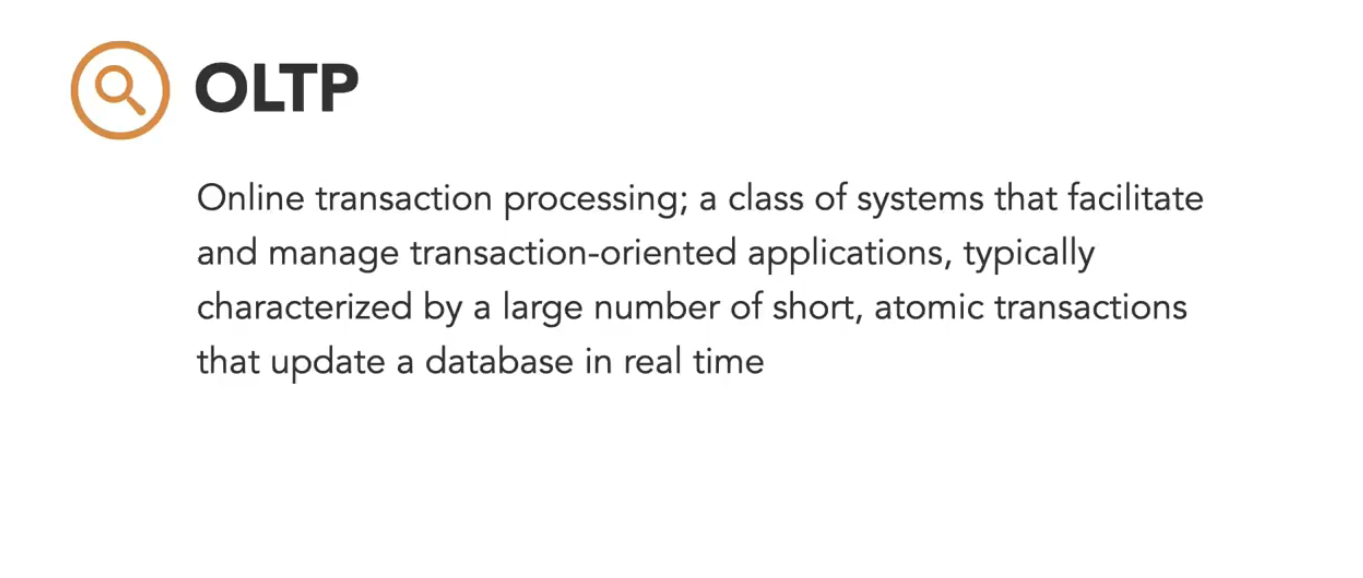 OLTP
Online transaction processing; a class of systems that facilitate
and manage transaction-oriented applications, typically
characterized by a large number of short, atomic transactions
that update a database in real time